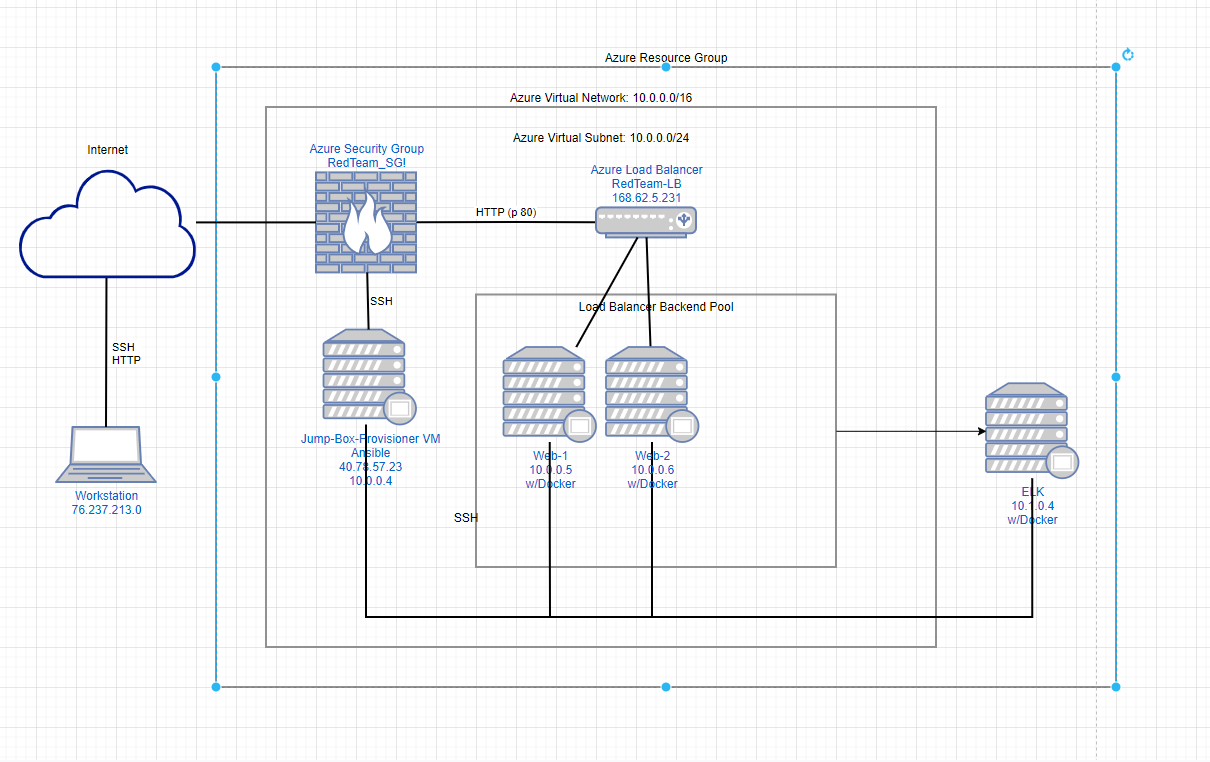 Azure Resource Group
Azure Virtual Network: 10.0.0.0/16
Azure Virtual Subnet: 10.0.0.0/24
Internet
Azure Security Group
RedTeam_SG!
Azure Load Balancer
RedTeam-LB
168.62.5.231
HTTP (p 80)
SSH
Load Balancer Backend Pool
SSH
HTTP
Jump-Box-Provisioner VM
Ansible
40.78.57.23
10.0.0.4
Web-1
10.0.0.5
w/Docker
Web-2
10.0.0.6
w/Docker
Workstation
76.237.213.0
ELK
10.1.0.4
w/Docker
SSH